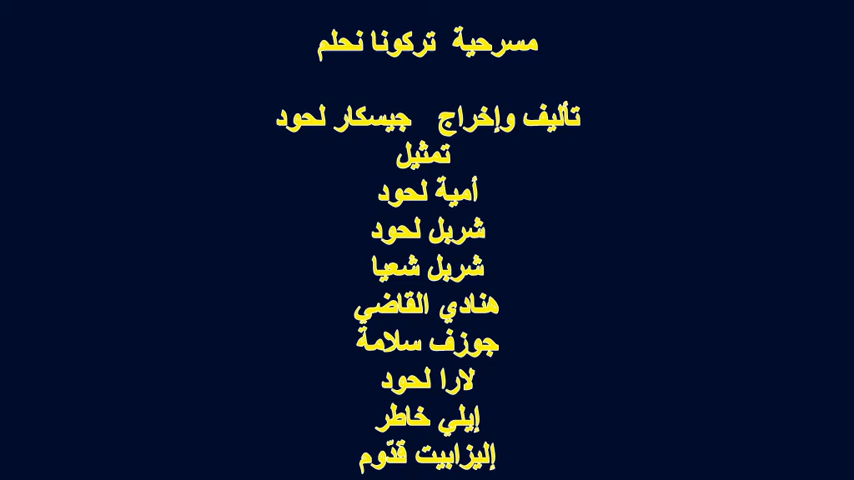 مسرحية تركونا نحلم
تأليف وإخراج جيسكار لحود
تمثيل
أمية لحود
شربل لحود
شربل شعيا
هنادي القاضي
جوزف سلامة
لارا لحود
إيلي خاطر
إليزابيت قدّوم